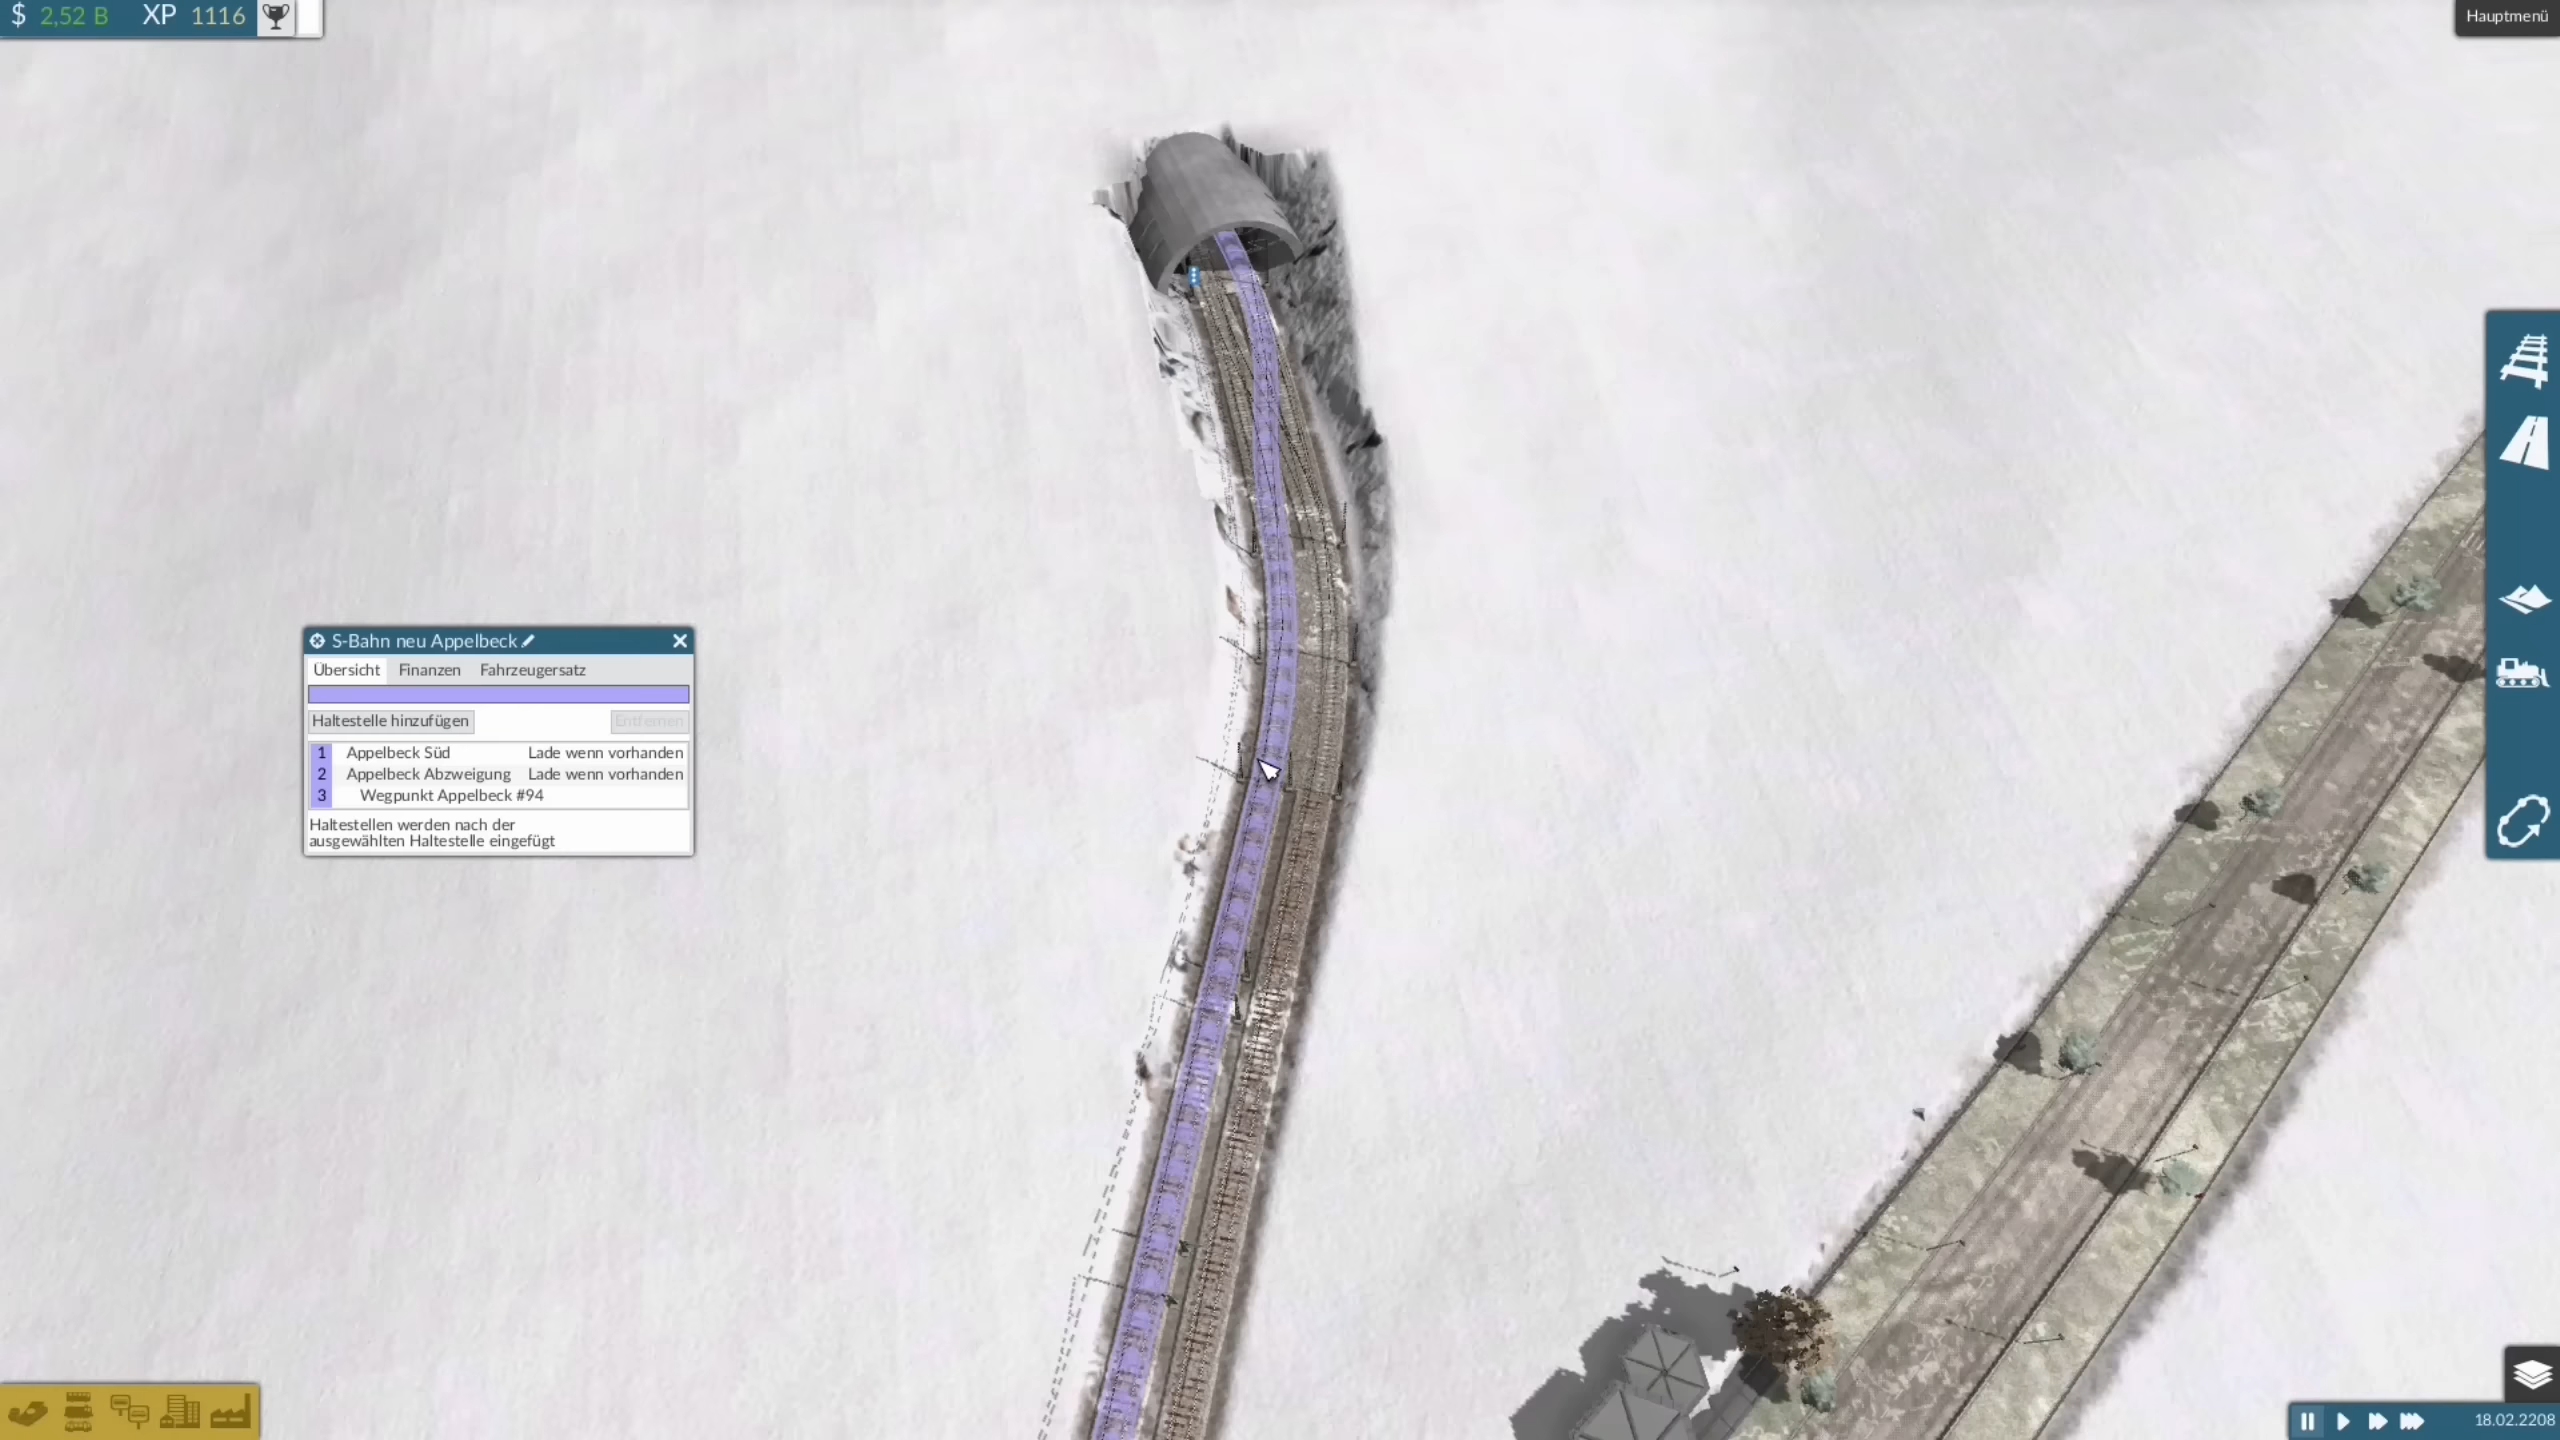 $ 2,52 B XP 1116
Hauptmenü
S-Bahn neu Appelbeck
Übersicht Finanzen Fahrzeugersatz
Haltestelle hinzufügen Entfernen
1 Appelbeck Süd Lade wenn vorhanden
2 Appelbeck Abzweigung Lade wenn vorhanden
3 Wegpunkt Appelbeck #94
Haltestellen werden nach der
ausgewählten Haltestelle eingefügt
18.02.2208